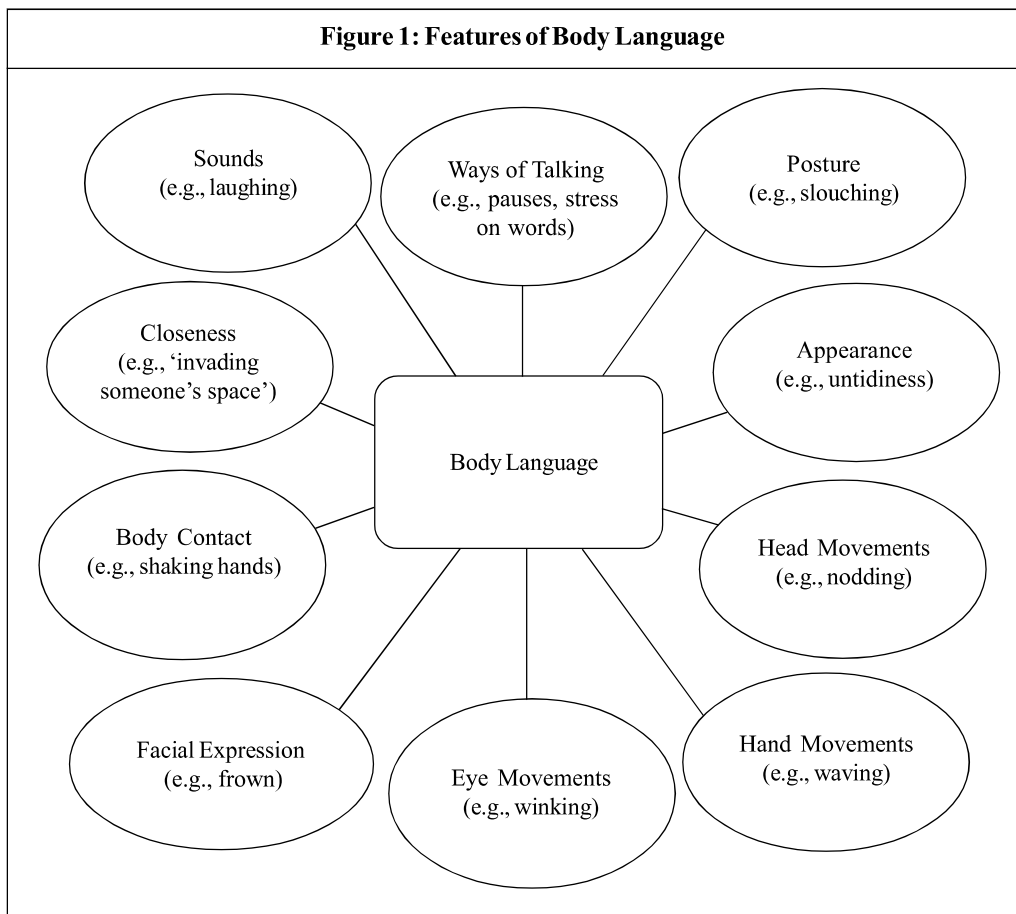 Figure 1: Features of Body Language
Sounds
(e.g., laughing)
Ways of Talking
(e.g., pauses, stress
on words)
Posture
(e.g., slouching)
Closeness
(e.g., ‘invading
someone’s space’)
Appearance
(e.g., untidiness)
Body Language
Body Contact
(e.g., shaking hands)
Head Movements
(e.g., nodding)
Facial Expression
(e.g., frown)
Eye Movements
(e.g., winking)
Hand Movements
(e.g., waving)